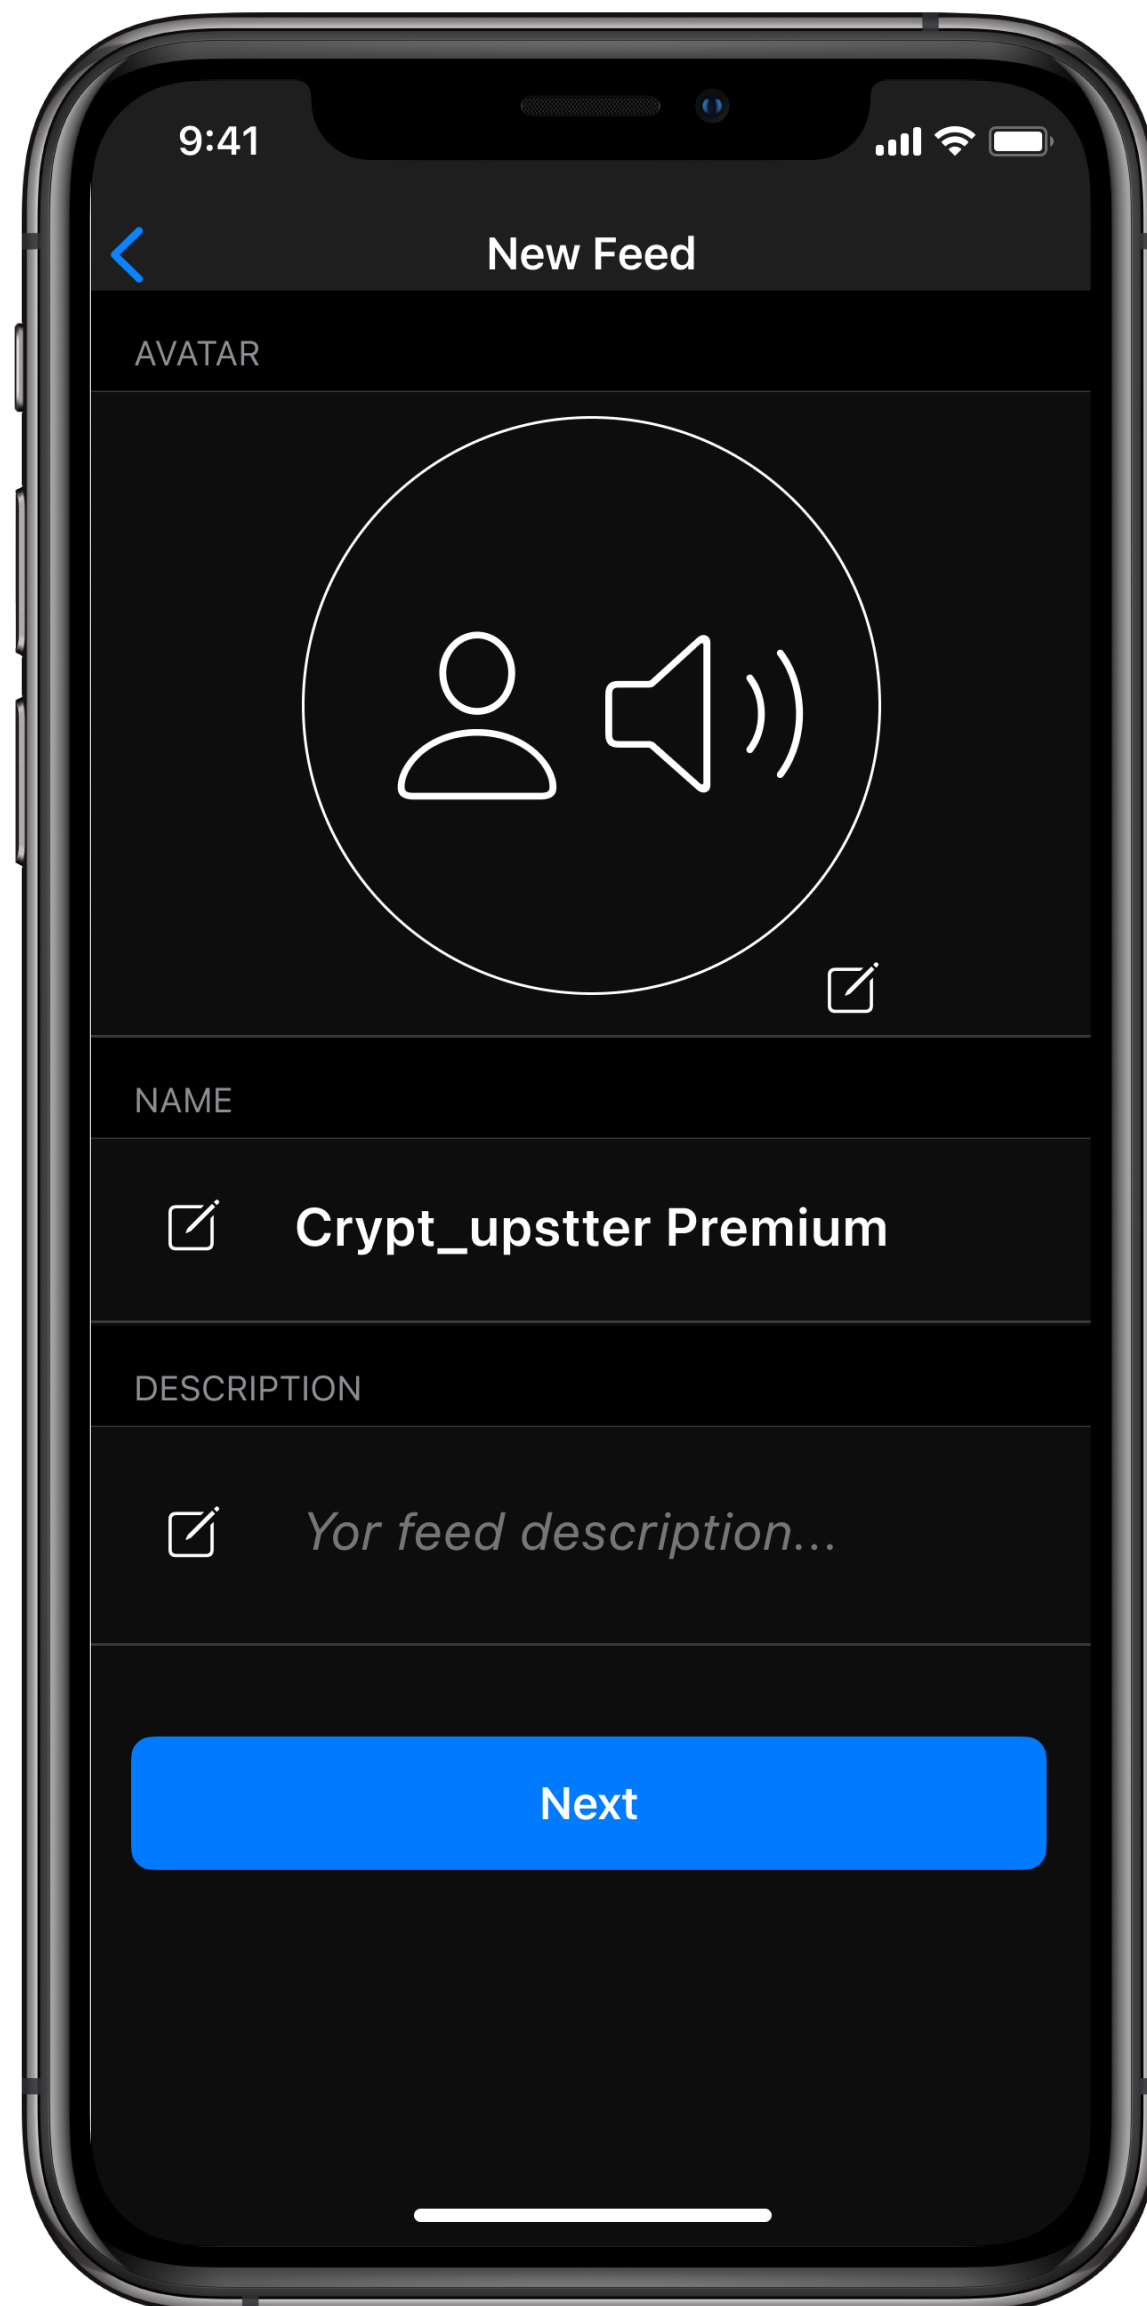 9:41
New Feed
AVATAR
NAME
Crypt_upstter Premium
DESCRIPTION
Yor feed description...
Next